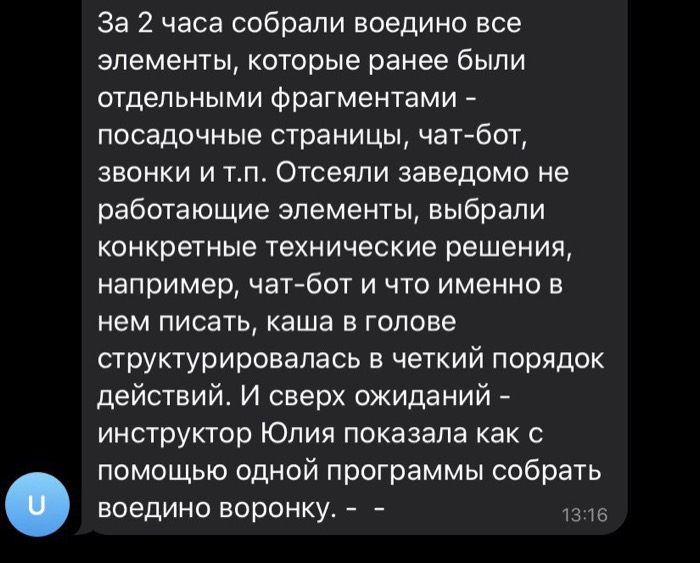 За 2 часа собрали воедино все
элементы, которые ранее были
отдельными фрагментами -
посадочные страницы, чат-бот,
звонки и т.п. Отсеяли заведомо не
работающие элементы, выбрали
конкретные технические решения,
например, чат-бот и что именно в
нем писать, каша в голове
структурировалась в четкий порядок
действий. И сверх ожиданий -
инструктор Юлия показала как с
помощью одной программы собрать
воедино воронку. - -
13:16
U